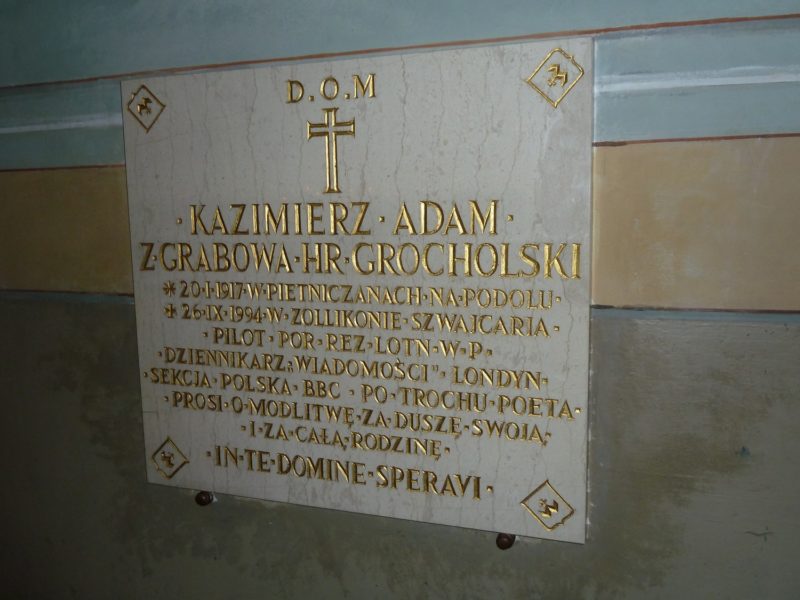 D.O.M
· KAZIMIERZ · ADAM ·
Z·GRABOWA·HR·GROCHOLSKI
* 20·I·1917·W·PIETNICZANACH·NA·PODOLU·
✠ 26·IX·1994·W·ZOLLIKONIE·SZWAJCARIA·
·PILOT·POR·REZ·LOTN·W·P·
·DZIENNIKARZ „WIADOMOŚCI”·LONDYN·
·SEKCJA·POLSKA·BBC·PO·TROCHU·POETA·
·PROSI·O·MODLITWĘ·ZA·DUSZĘ·SWOJĄ·
·I·ZA·CAŁĄ·RODZINĘ·
·IN·TE·DOMINE·SPERAVI·